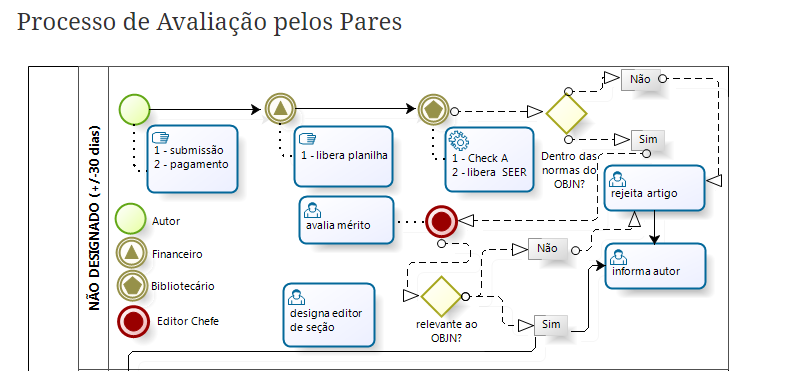 Processo de Avaliação pelos Pares
NÃO DESIGNADO (+/-30 dias)
1 - submissão
2 - pagamento
1 - libera planilha
1 - Check A
2 - libera SEER
Dentro das
normas do
OBJN?
Não
Sim
rejeita artigo
avalia mérito
Autor
Financeiro
Bibliotecário
Editor Chefe
designa editor
de seção
relevante ao
OBJN?
Não
Sim
informa autor